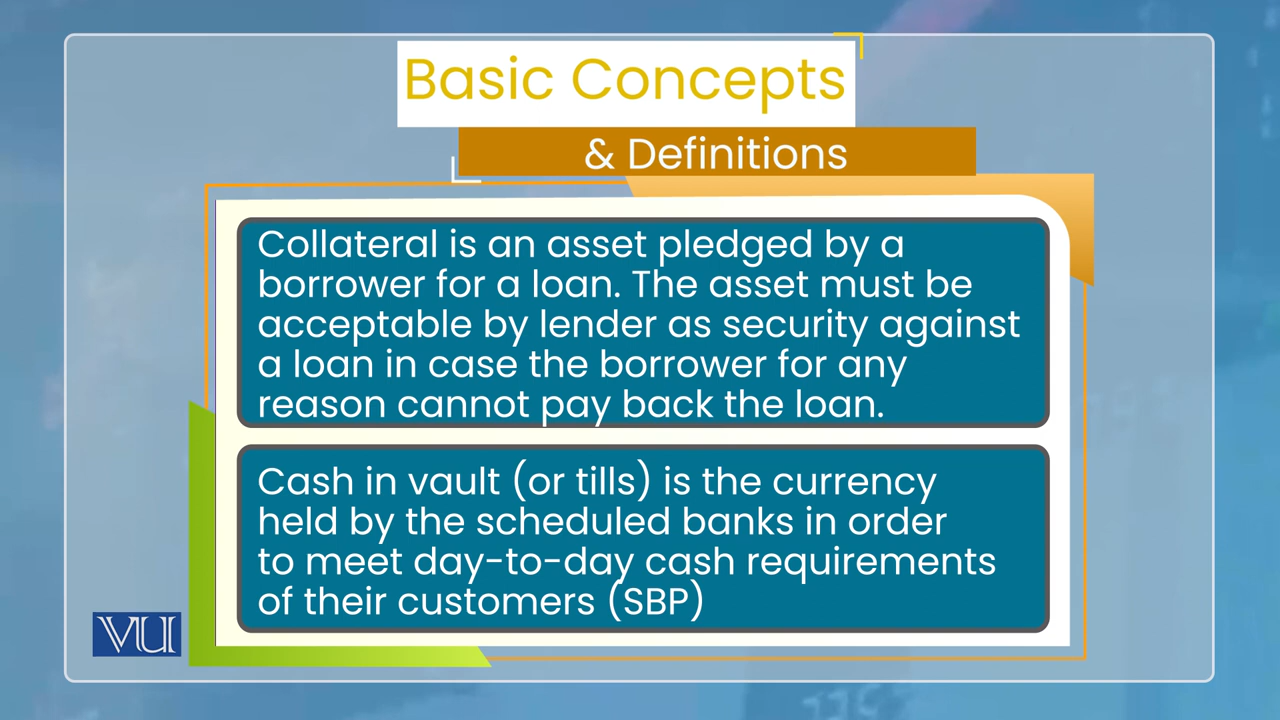 Basic Concepts
& Definitions
Collateral is an asset pledged by a
borrower for a loan. The asset must be
acceptable by lender as security against
a loan in case the borrower for any
reason cannot pay back the loan.
Cash in vault (or tills) is the currency
held by the scheduled banks in order
to meet day-to-day cash requirements
of their customers (SBP)
VU